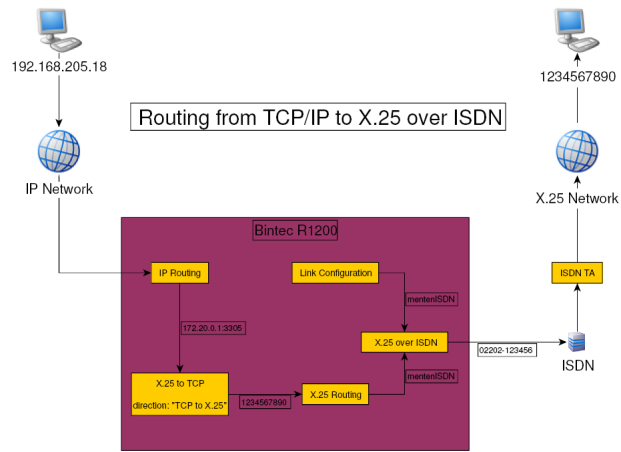 192.168.205.18
1234567890
Routing from TCP/IP to X.25 over ISDN
IP Network
X.25 Network
Bintec R1200
IP Routing
Link Configuration
ISDN TA
mentenISDN
172.20.0.1:3305
X.25 over ISDN
02202-123456
ISDN
mentenISDN
X.25 to TCP
direction: "TCP to X.25"
1234567890
X.25 Routing